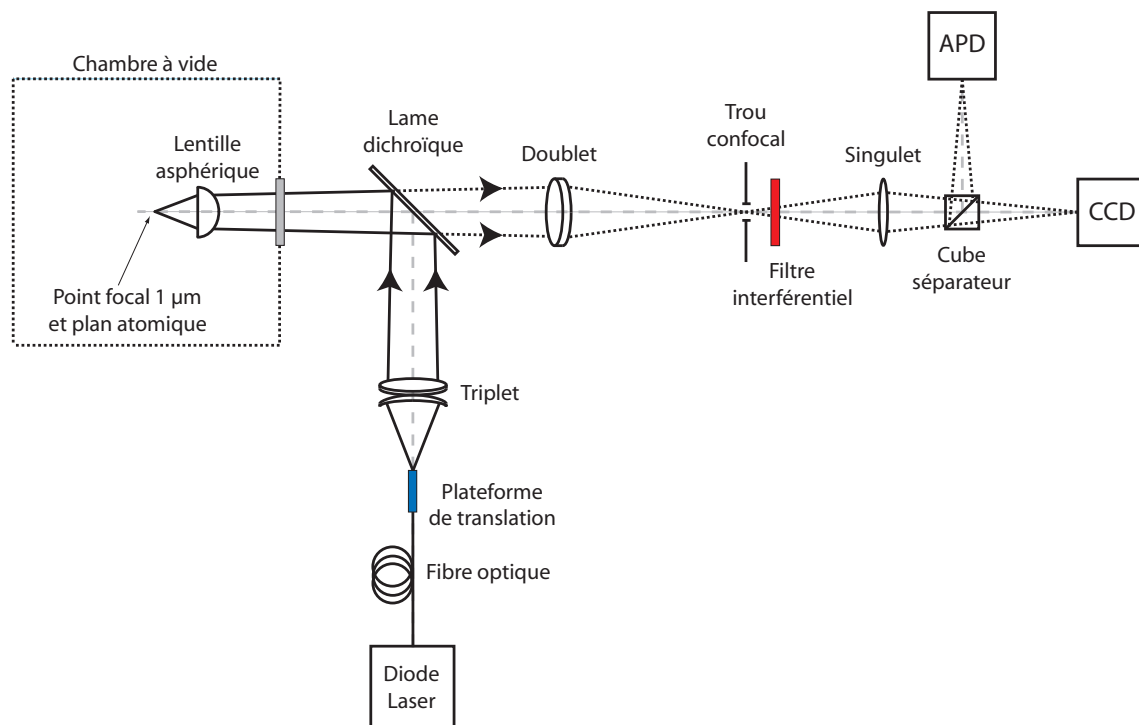 APD
Chambre à vide
Lentille
asphérique
Lame
dichroïque
Doublet
Trou
confocal
Singulet
CCD
Point focal 1 µm
et plan atomique
Filtre
interférentiel
Cube
séparateur
Triplet
Plateforme
de translation
Fibre optique
Diode
Laser